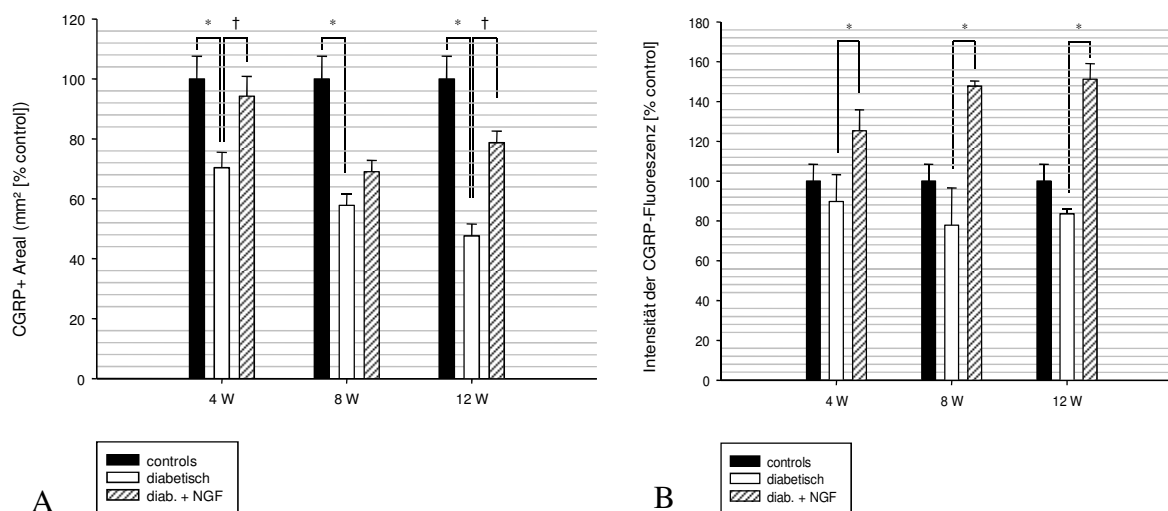 CGRP+ Areal (mm² [% control])
120
100
80
60
40
20
0
* †
*
* †
4 W 8 W 12 W
controls
diabetisch
diab. + NGF
A
Intensität der CGRP-Fluoreszenz [% control]
180
160
140
120
100
80
60
40
20
0
* * *
4 W 8 W 12 W
controls
diabetisch
diab. + NGF
B